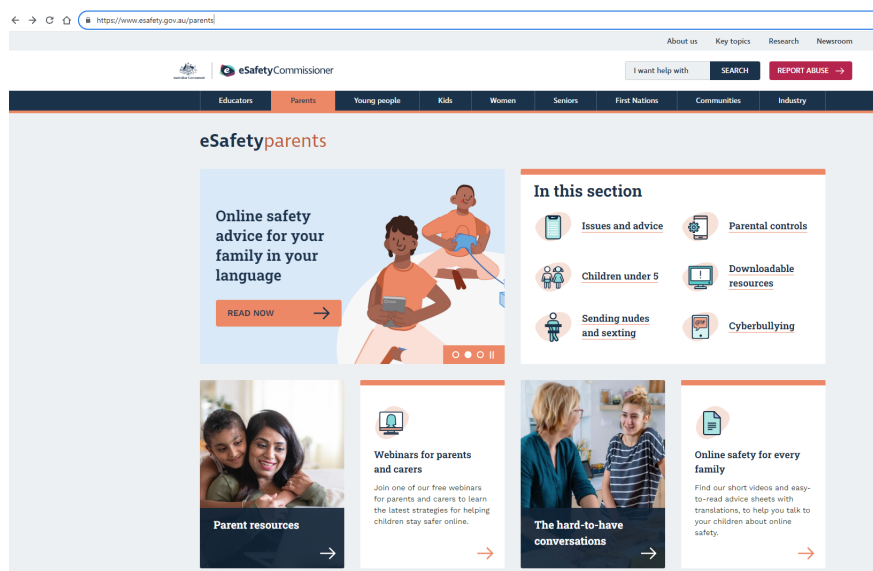 https://www.esafety.gov.au/parents
About us Key topics Research Newsroom
eSafetyCommissioner
I want help with SEARCH REPORT ABUSE →
Educators Parents Young people Kids Women Seniors First Nations Communities Industry
eSafetyparents
Online safety
advice for your
family in your
language
READ NOW →
In this section
Issues and advice
Parental controls
Children under 5
Downloadable
resources
Sending nudes
and sexting
Cyberbullying
Parent resources
→
Webinars for parents
and carers
Join one of our free webinars
for parents and carers to learn
the latest strategies for helping
children stay safer online.
→
The hard-to-have
conversations
→
Online safety for every
family
Find our short videos and easy-
to-read advice sheets with
translations, to help you talk to
your children about online
safety.
→